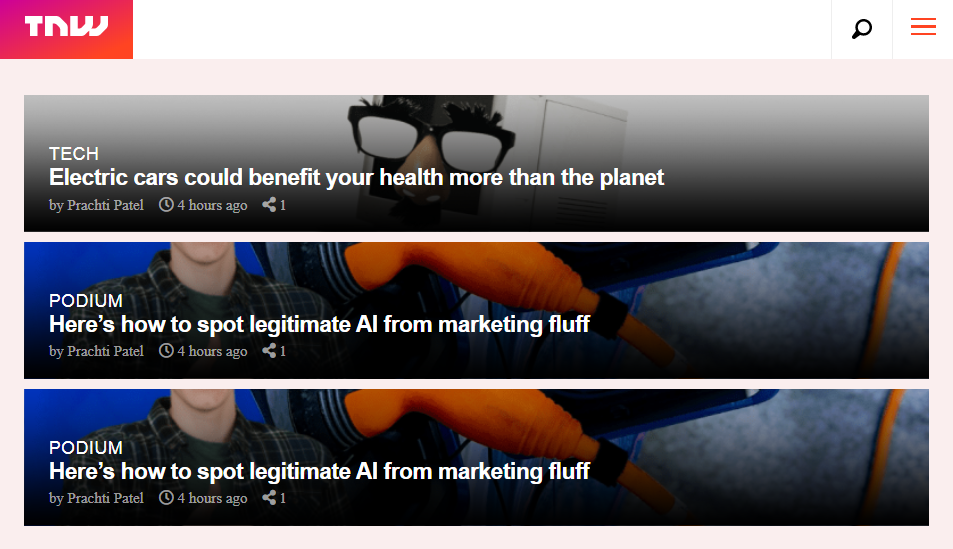 TNW
TECH
Electric cars could benefit your health more than the planet
by Prachti Patel 4 hours ago 1
PODIUM
Here’s how to spot legitimate AI from marketing fluff
by Prachti Patel 4 hours ago 1
PODIUM
Here’s how to spot legitimate AI from marketing fluff
by Prachti Patel 4 hours ago 1